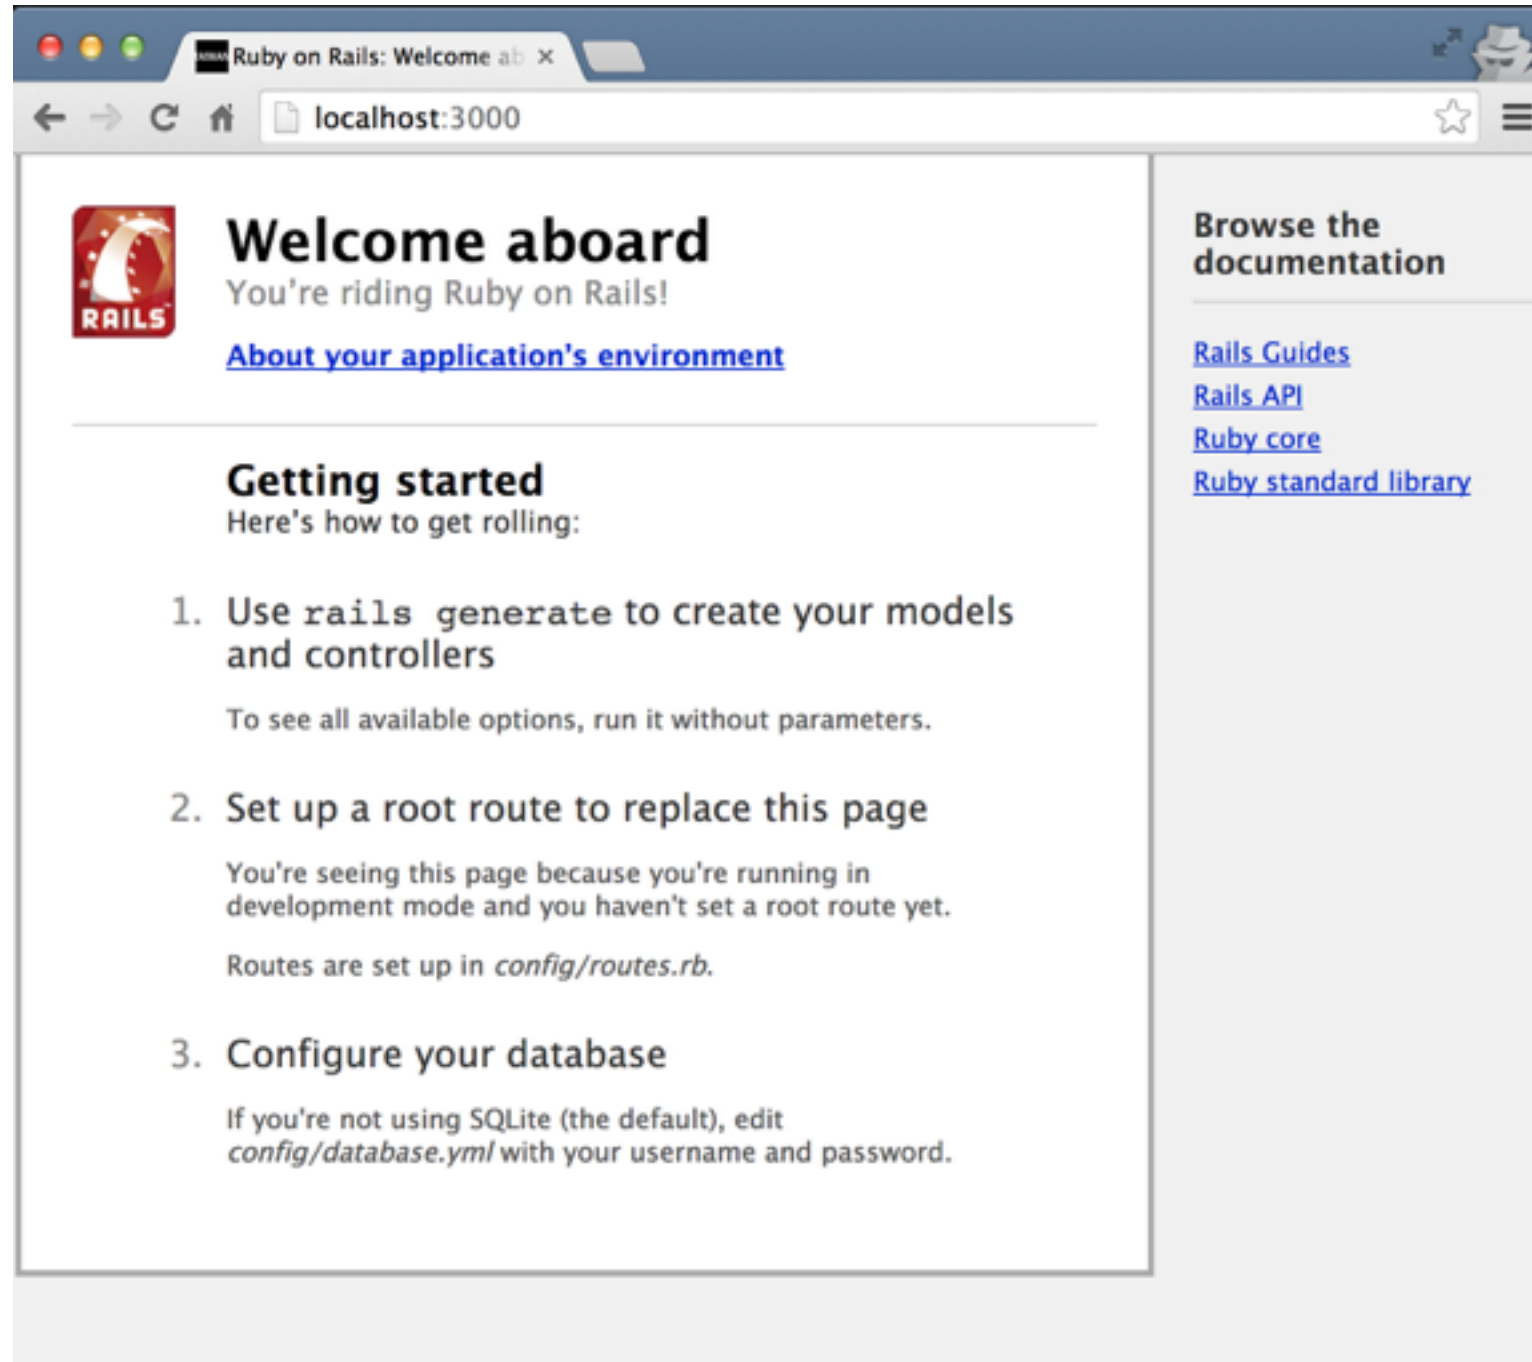 Ruby on Rails: Welcome ab
localhost:3000
RAILS
Welcome aboard
You're riding Ruby on Rails!
About your application's environment
Getting started
Here's how to get rolling:
1. Use rails generate to create your models
and controllers
To see all available options, run it without parameters.
2. Set up a root route to replace this page
You're seeing this page because you're running in
development mode and you haven't set a root route yet.
Routes are set up in config/routes.rb.
3. Configure your database
If you're not using SQLite (the default), edit
config/database.yml with your username and password.
Browse the
documentation
Rails Guides
Rails API
Ruby core
Ruby standard library